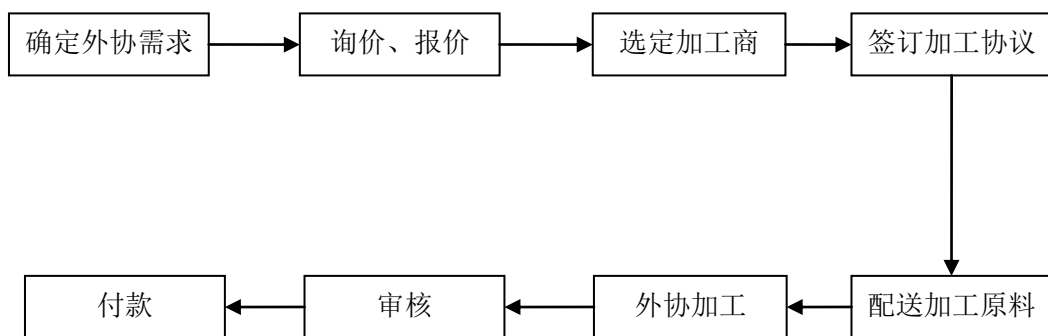 确定外协需求
询价、报价
选定加工商
签订加工协议
配送加工原料
外协加工
审核
付款